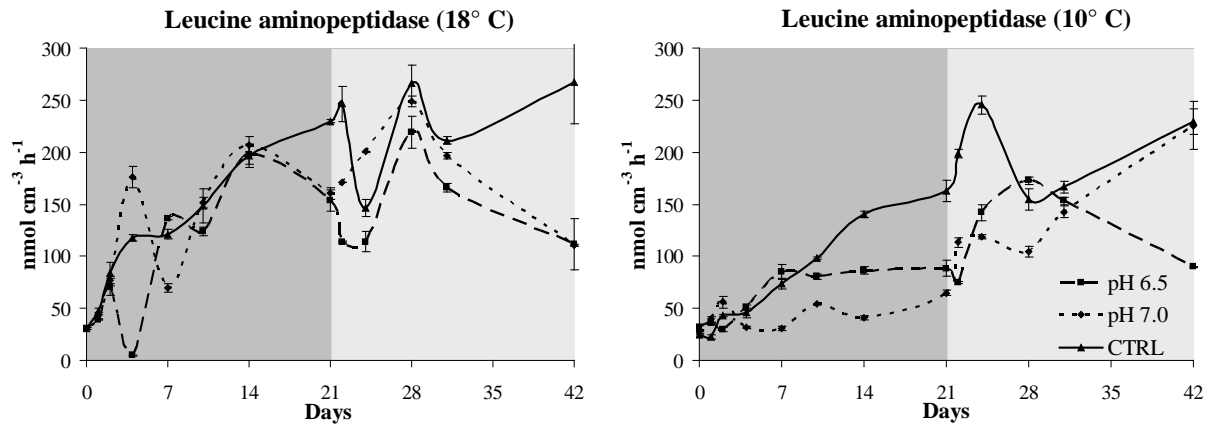 Leucine aminopeptidase (18° C)
nmol cm⁻³ h⁻¹
300
250
200
150
100
50
0
0 7 14 21 28 35 42
Days
Leucine aminopeptidase (10° C)
nmol cm⁻³ h⁻¹
300
250
200
150
100
50
0
0 7 14 21 28 35 42
Days
pH 6.5
pH 7.0
CTRL